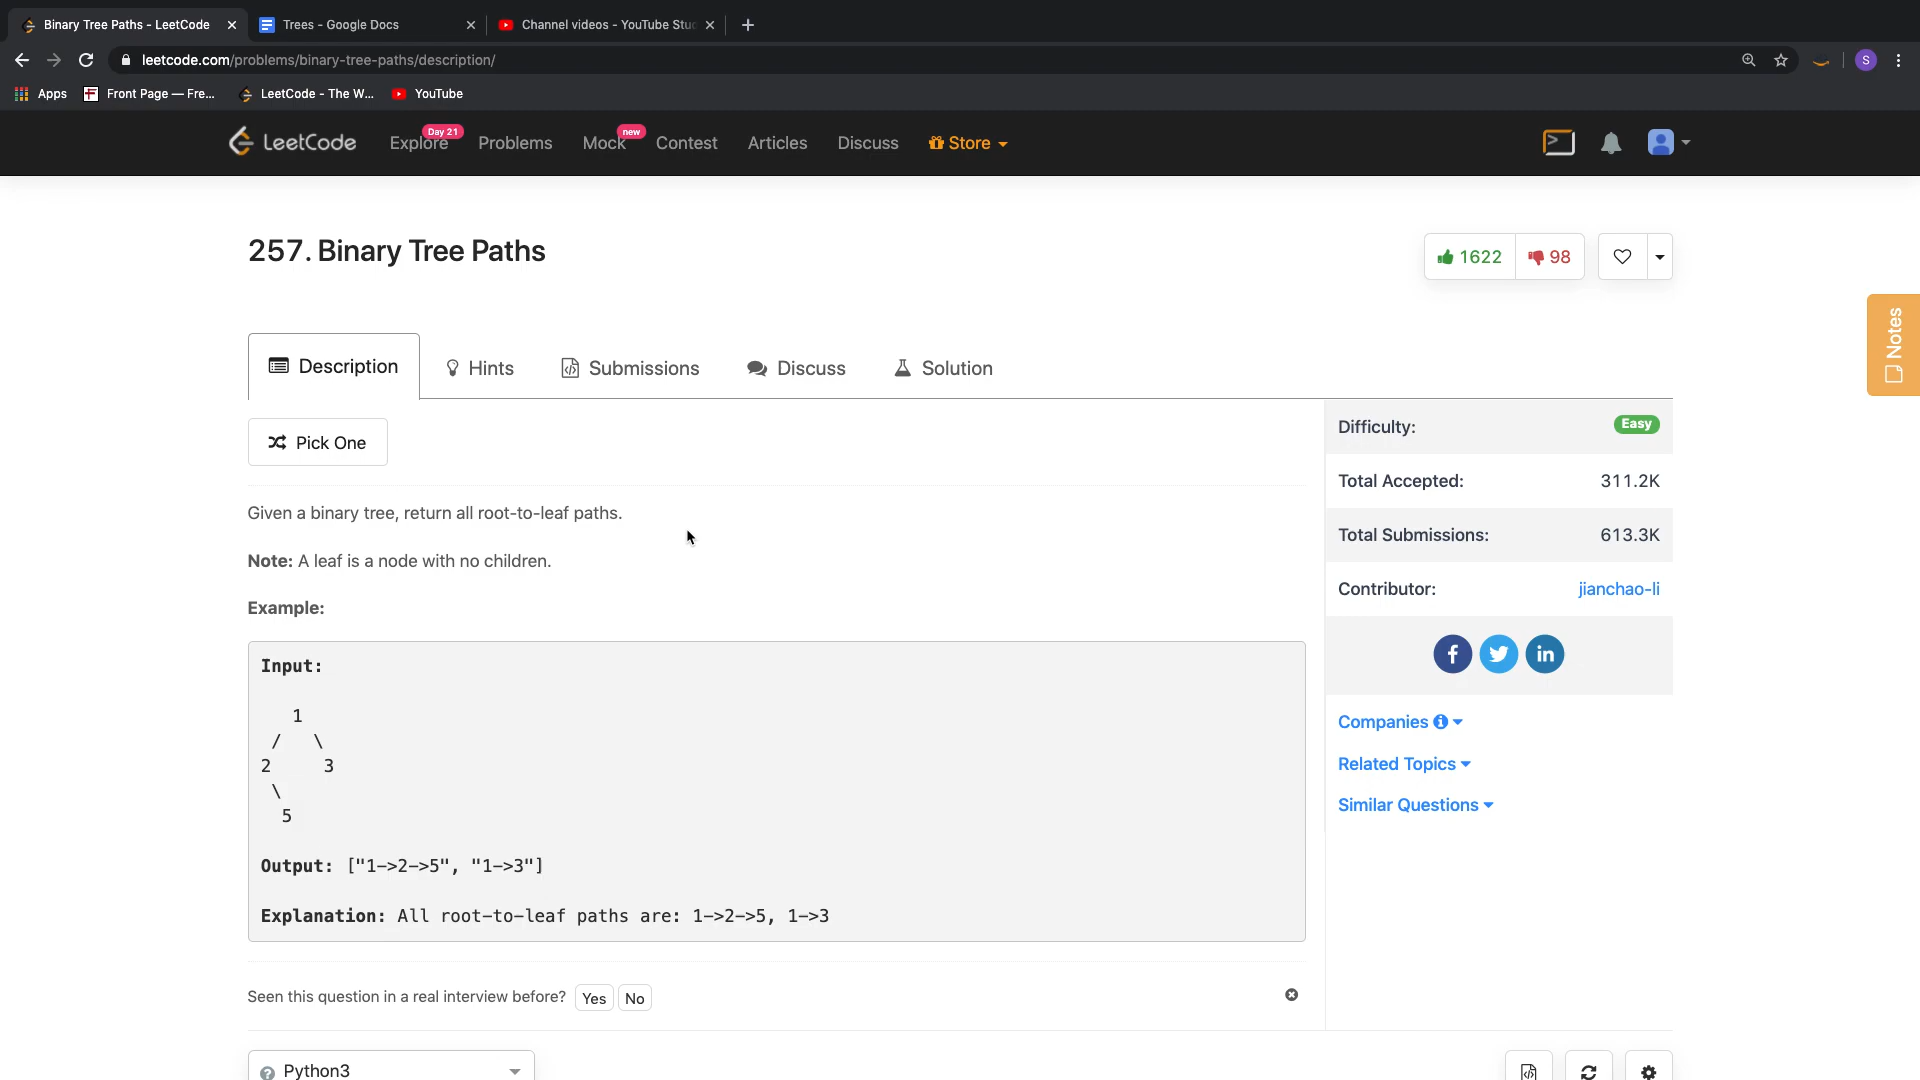 Binary Tree Paths - LeetCode
Trees - Google Docs
Channel videos - YouTube Stu
leetcode.com/problems/binary-tree-paths/description/
S
Apps
Front Page — Fre...
LeetCode - The W...
YouTube
LeetCode
Explore
Day 21
Problems
Mock
new
Contest
Articles
Discuss
Store
257. Binary Tree Paths
1622
98
Notes
Description
Hints
Submissions
Discuss
Solution
Pick One
Given a binary tree, return all root-to-leaf paths.
Note: A leaf is a node with no children.
Example:
Input:
1
/ \
2 3
\
5
Output: ["1->2->5", "1->3"]
Explanation: All root-to-leaf paths are: 1->2->5, 1->3
Difficulty: Easy
Total Accepted: 311.2K
Total Submissions: 613.3K
Contributor: jianchao-li
Companies
Related Topics
Similar Questions
Seen this question in a real interview before? Yes No
Python3